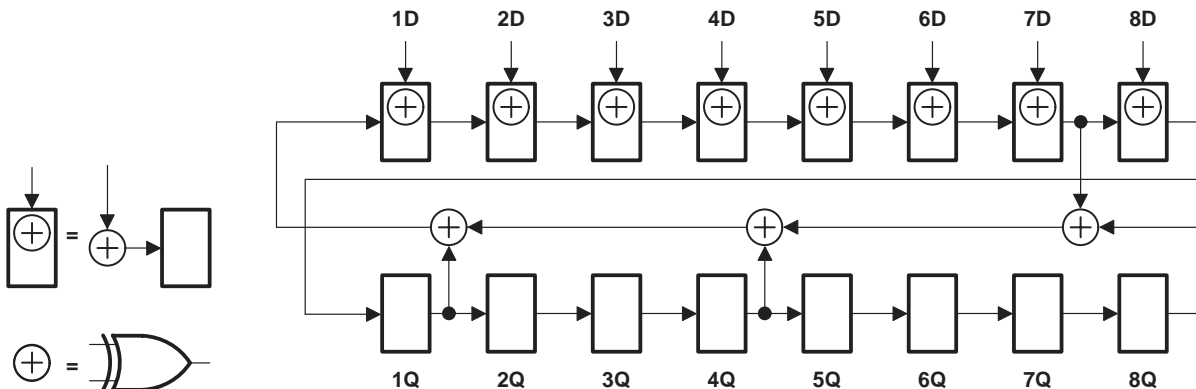 1D 2D 3D 4D 5D 6D 7D 8D
=
=
1Q 2Q 3Q 4Q 5Q 6Q 7Q 8Q